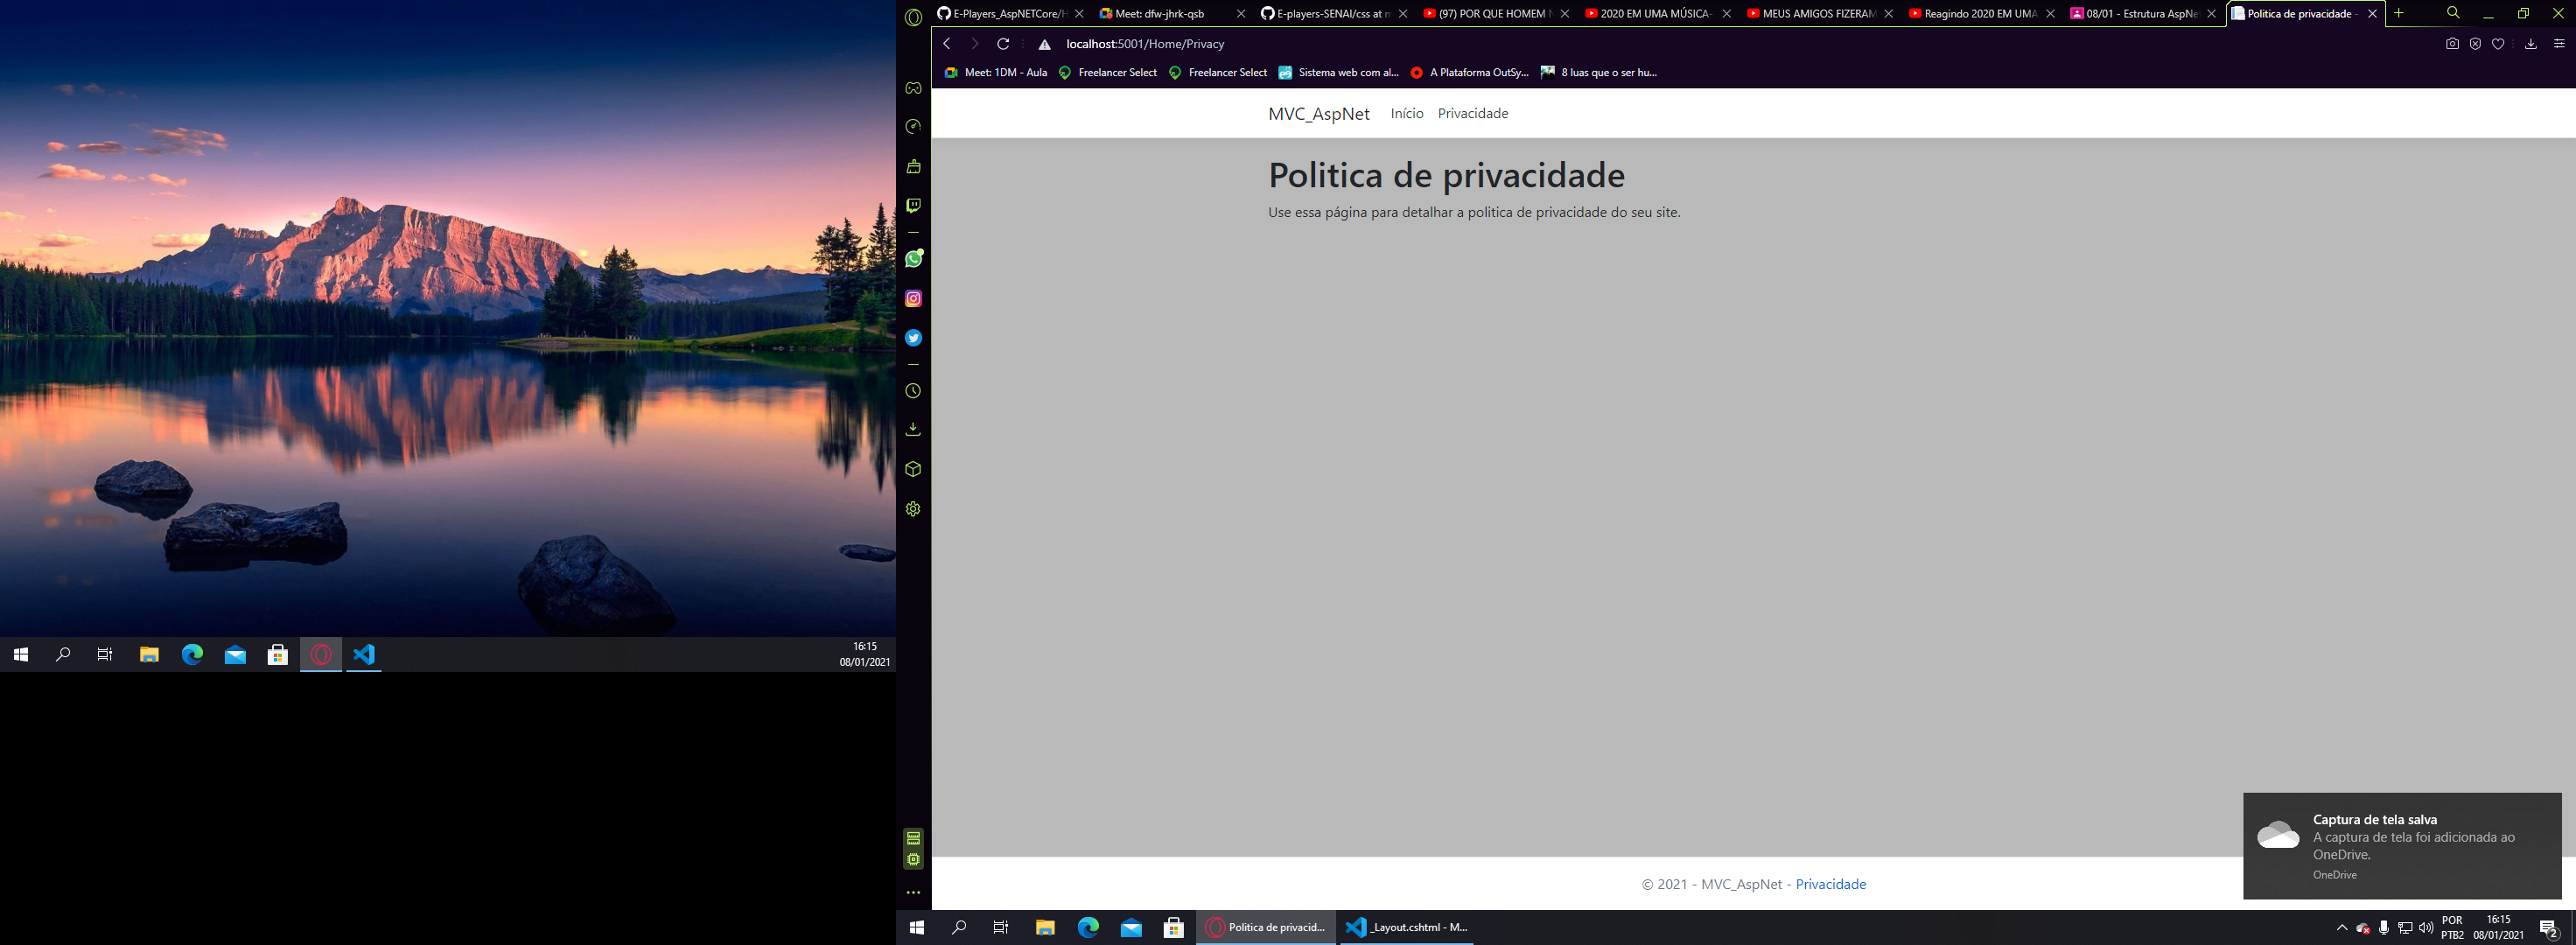 E-Players_AspNETCore/H
Meet: dfw-jhrk-qsb
E-players-SENAI/css at m
(97) POR QUE HOMEM N
2020 EM UMA MÚSICA-
MEUS AMIGOS FIZERAM
Reagindo 2020 EM UMA
08/01 - Estrutura AspNe
Politica de privacidade -
localhost:5001/Home/Privacy
Meet: 1DM - Aula
Freelancer Select
Freelancer Select
Sistema web com al...
A Plataforma OutSy...
8 luas que o ser hu...
MVC_AspNet
Início
Privacidade
Politica de privacidade
Use essa página para detalhar a politica de privacidade do seu site.
Captura de tela salva
A captura de tela foi adicionada ao
OneDrive.
OneDrive
© 2021 - MVC_AspNet - Privacidade
16:15
08/01/2021
Politica de privacid...
_Layout.cshtml - M...
POR
PTB2
16:15
08/01/2021
2